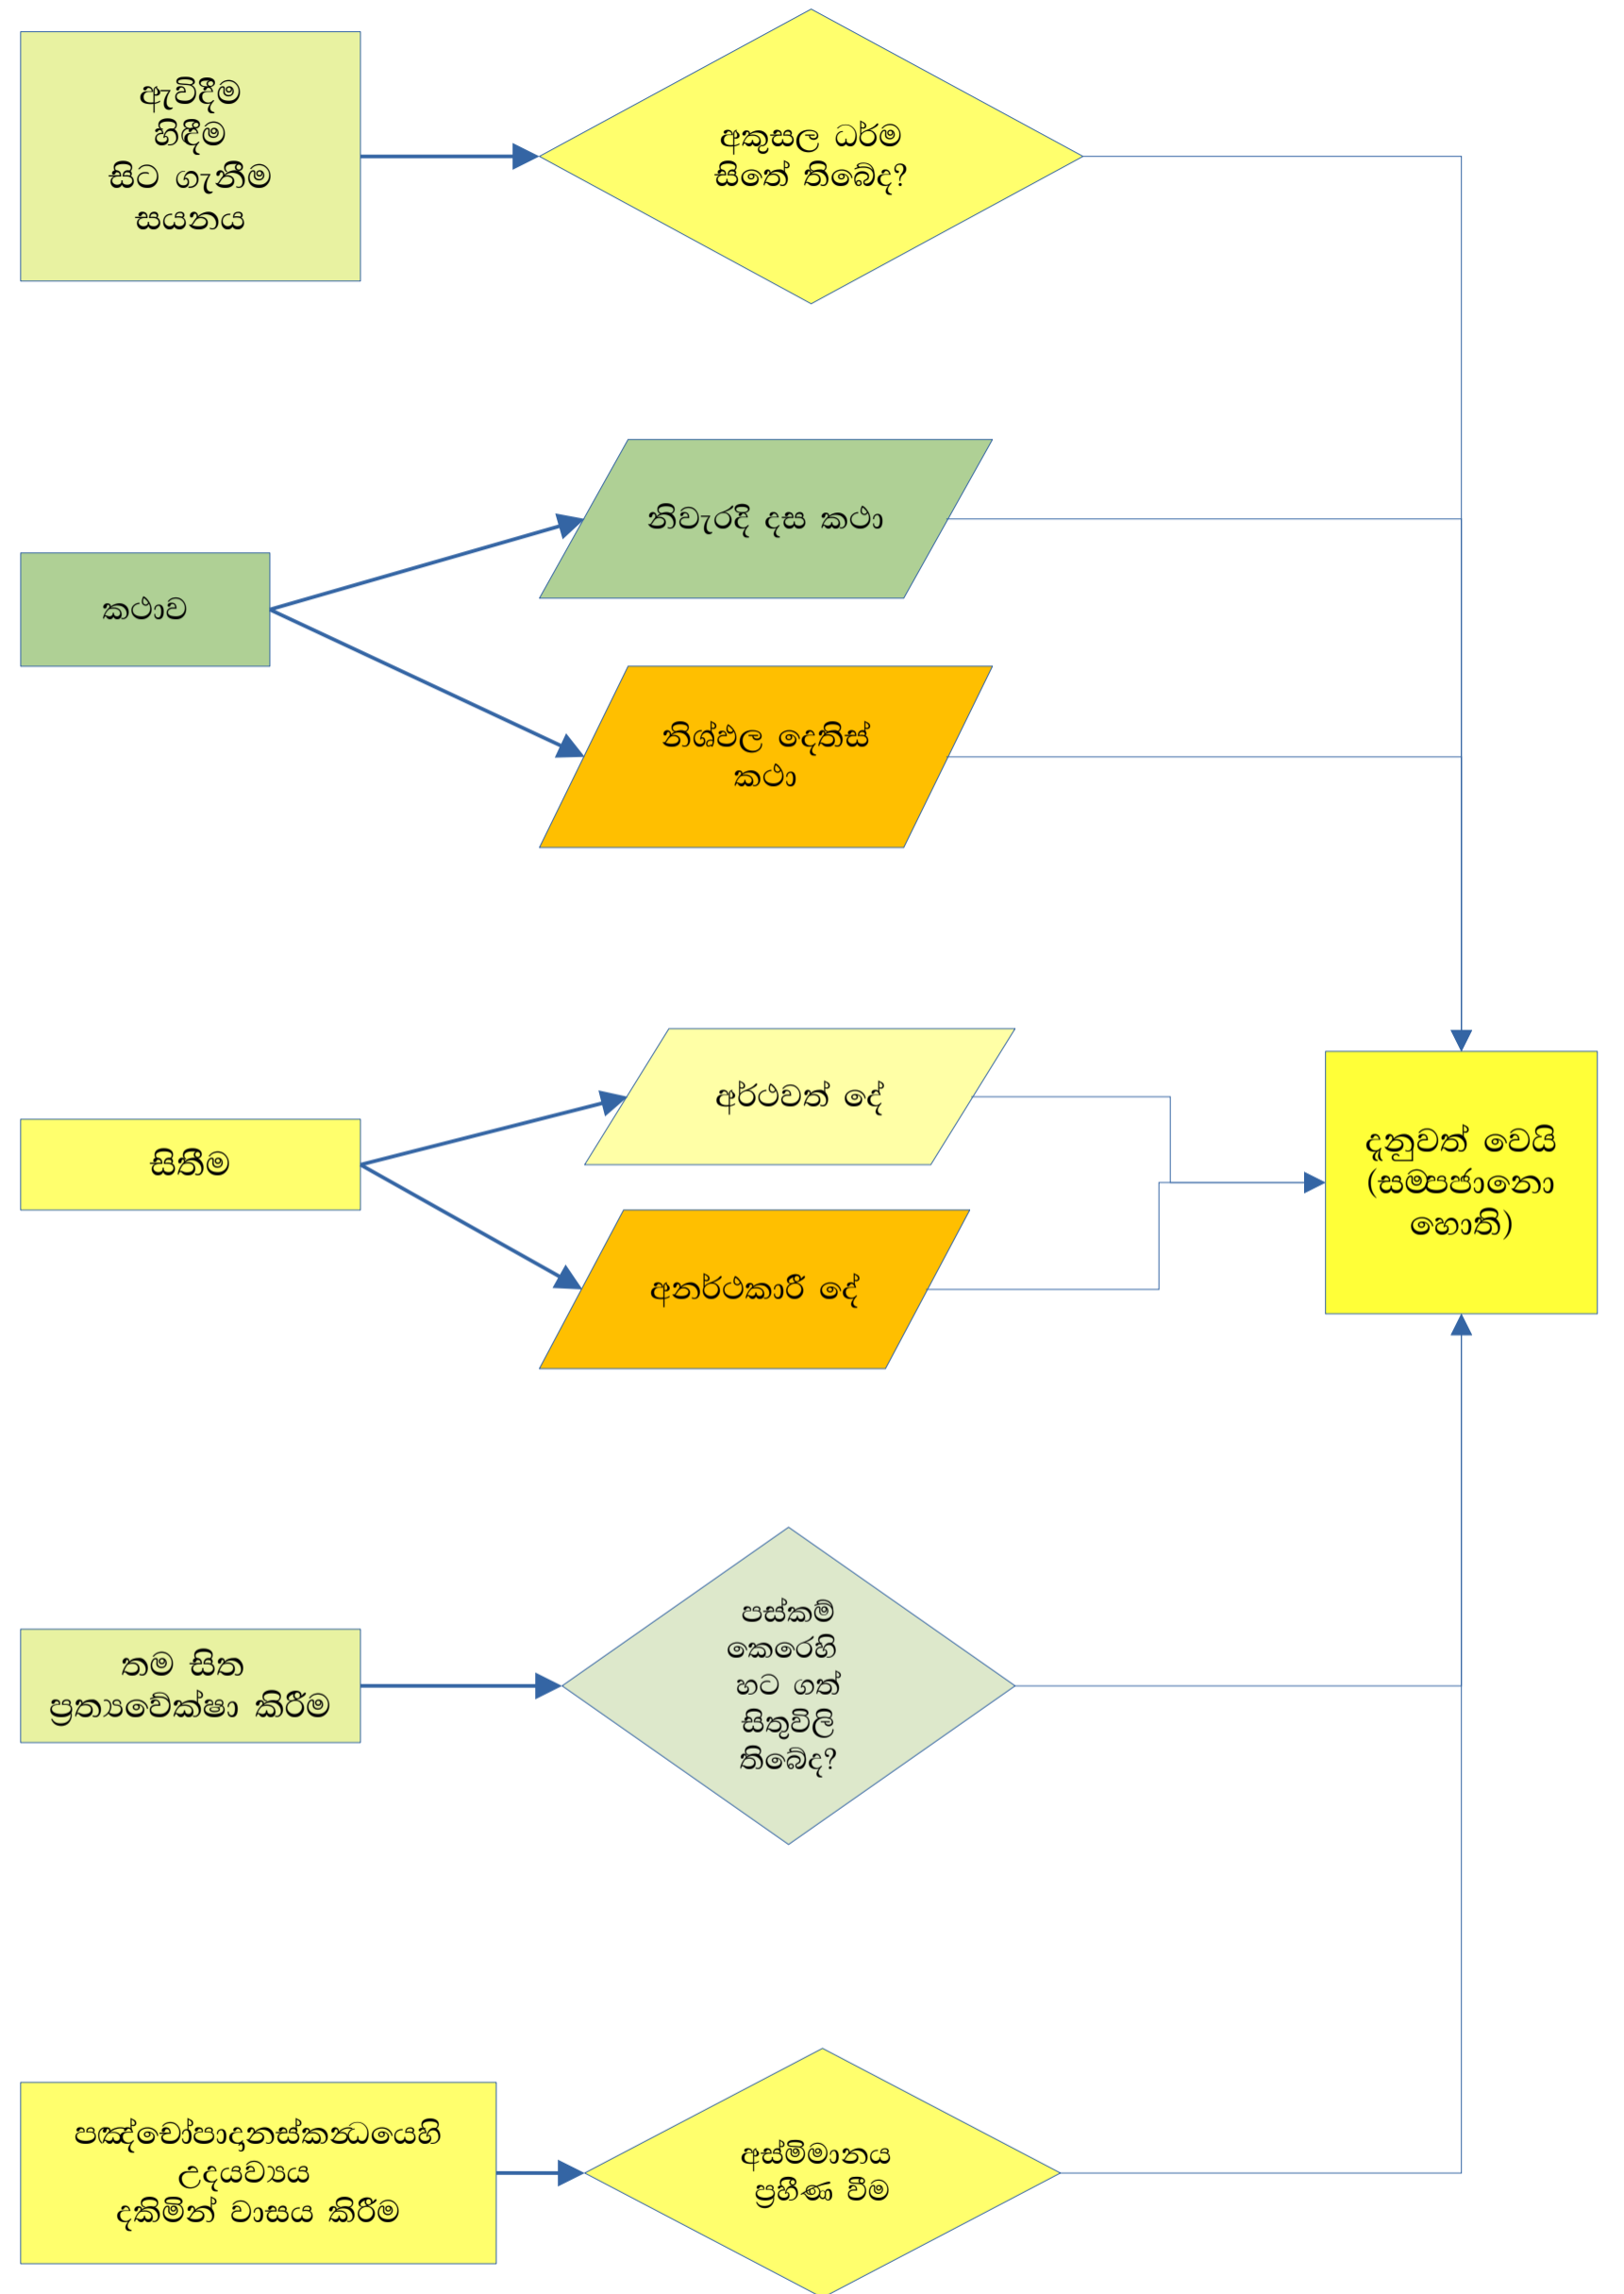 ඇවිදීම
හිඳීම
සිට ගැනීම
සයනය
අකුසල ධර්ම
සිතේ තිබේද?
නිවැරදි දස කථා
කථාව
නිශ්ඵල දෙතිස්
කථා
අර්ථවත් දේ
සිතීම
අනර්ථකාරී දේ
දැනුවත් වෙයි
(සම්පජානො
හොති)
පස්කම්
කෙරෙහි
හට ගත්
සිතුවිලි
තිබේද?
තම සිත
ප්‍රත්‍යවේක්ෂා කිරීම
පඤ්චෝපාදානස්කන්ධයෙහි
උදයව්‍යය
දකිමින් වාසය කිරීම
අස්මිමානය
ප්‍රහීණ වීම